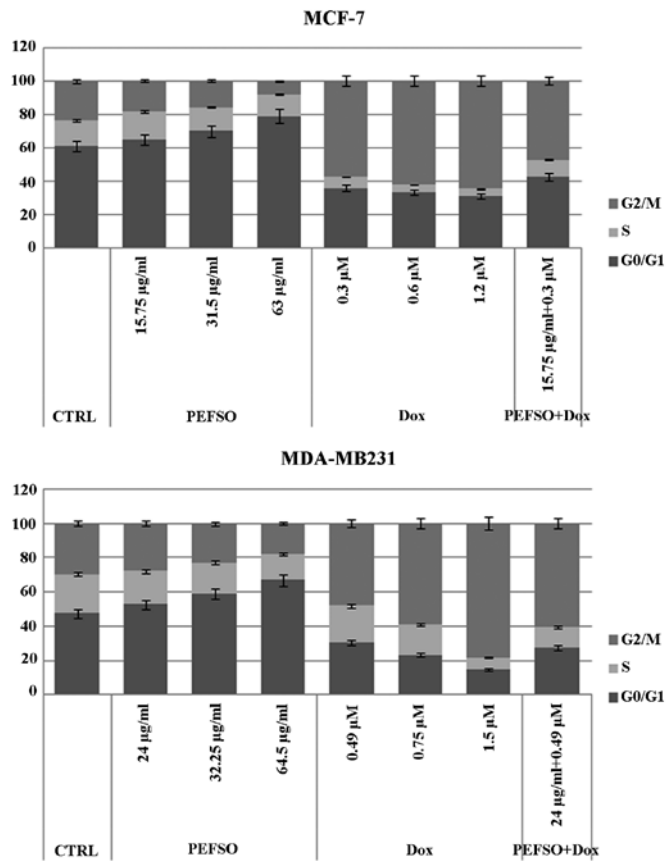 MCF-7
120
100
80
60
40
20
0
G2/M
S
G0/G1
15.75 µg/ml
31.5 µg/ml
63 µg/ml
0.3 µM
0.6 µM
1.2 µM
15.75 µg/ml+0.3 µM
CTRL
PEFSO
Dox
PEFSO+Dox
MDA-MB231
120
100
80
60
40
20
0
G2/M
S
G0/G1
24 µg/ml
32.25 µg/ml
64.5 µg/ml
0.49 µM
0.75 µM
1.5 µM
24 µg/ml+0.49 µM
CTRL
PEFSO
Dox
PEFSO+Dox